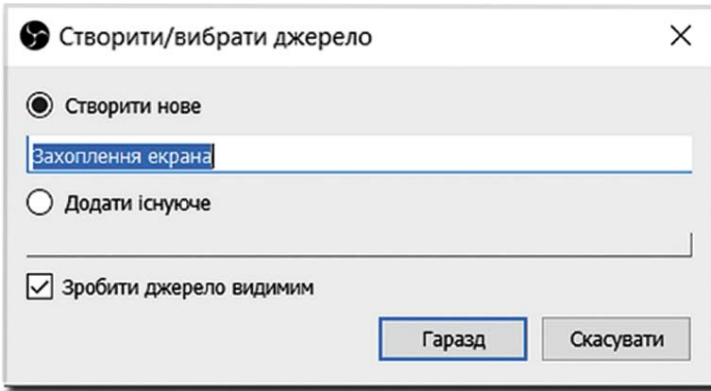 Створити/вибрати джерело
Створити нове
Захоплення екрана
Додати існуюче
Зробити джерело видимим
Гаразд Скасувати